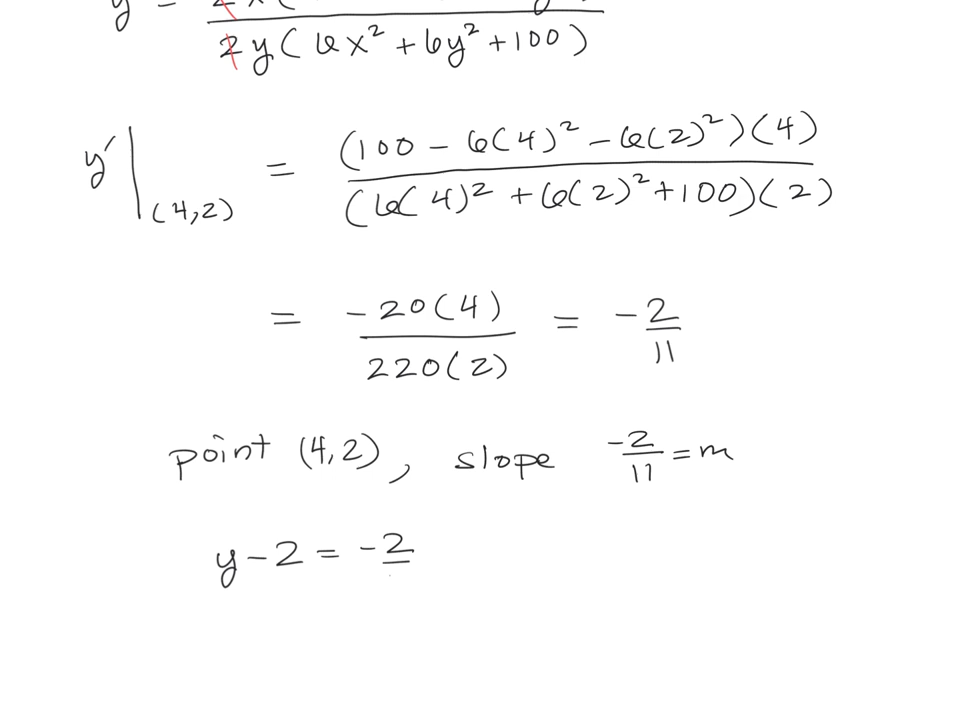 y = 2x(
2y(6x² + 6y² + 100)
y'|(4,2) = (100 - 6(4)² - 6(2)²)(4) / (6(4)² + 6(2)² + 100)(2)
= -20(4) / 220(2) = -2/11
point (4,2), slope -2/11 = m
y - 2 = -2